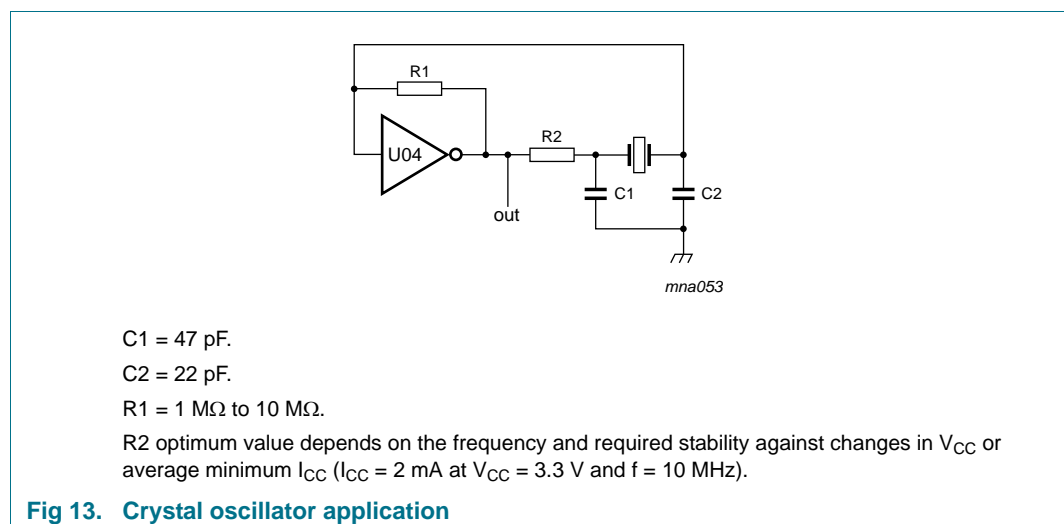 R1
U04
R2
C1
C2
out
mna053
C1 = 47 pF.
C2 = 22 pF.
R1 = 1 MΩ to 10 MΩ.
R2 optimum value depends on the frequency and required stability against changes in VCC or
average minimum ICC (ICC = 2 mA at VCC = 3.3 V and f = 10 MHz).
Fig 13. Crystal oscillator application